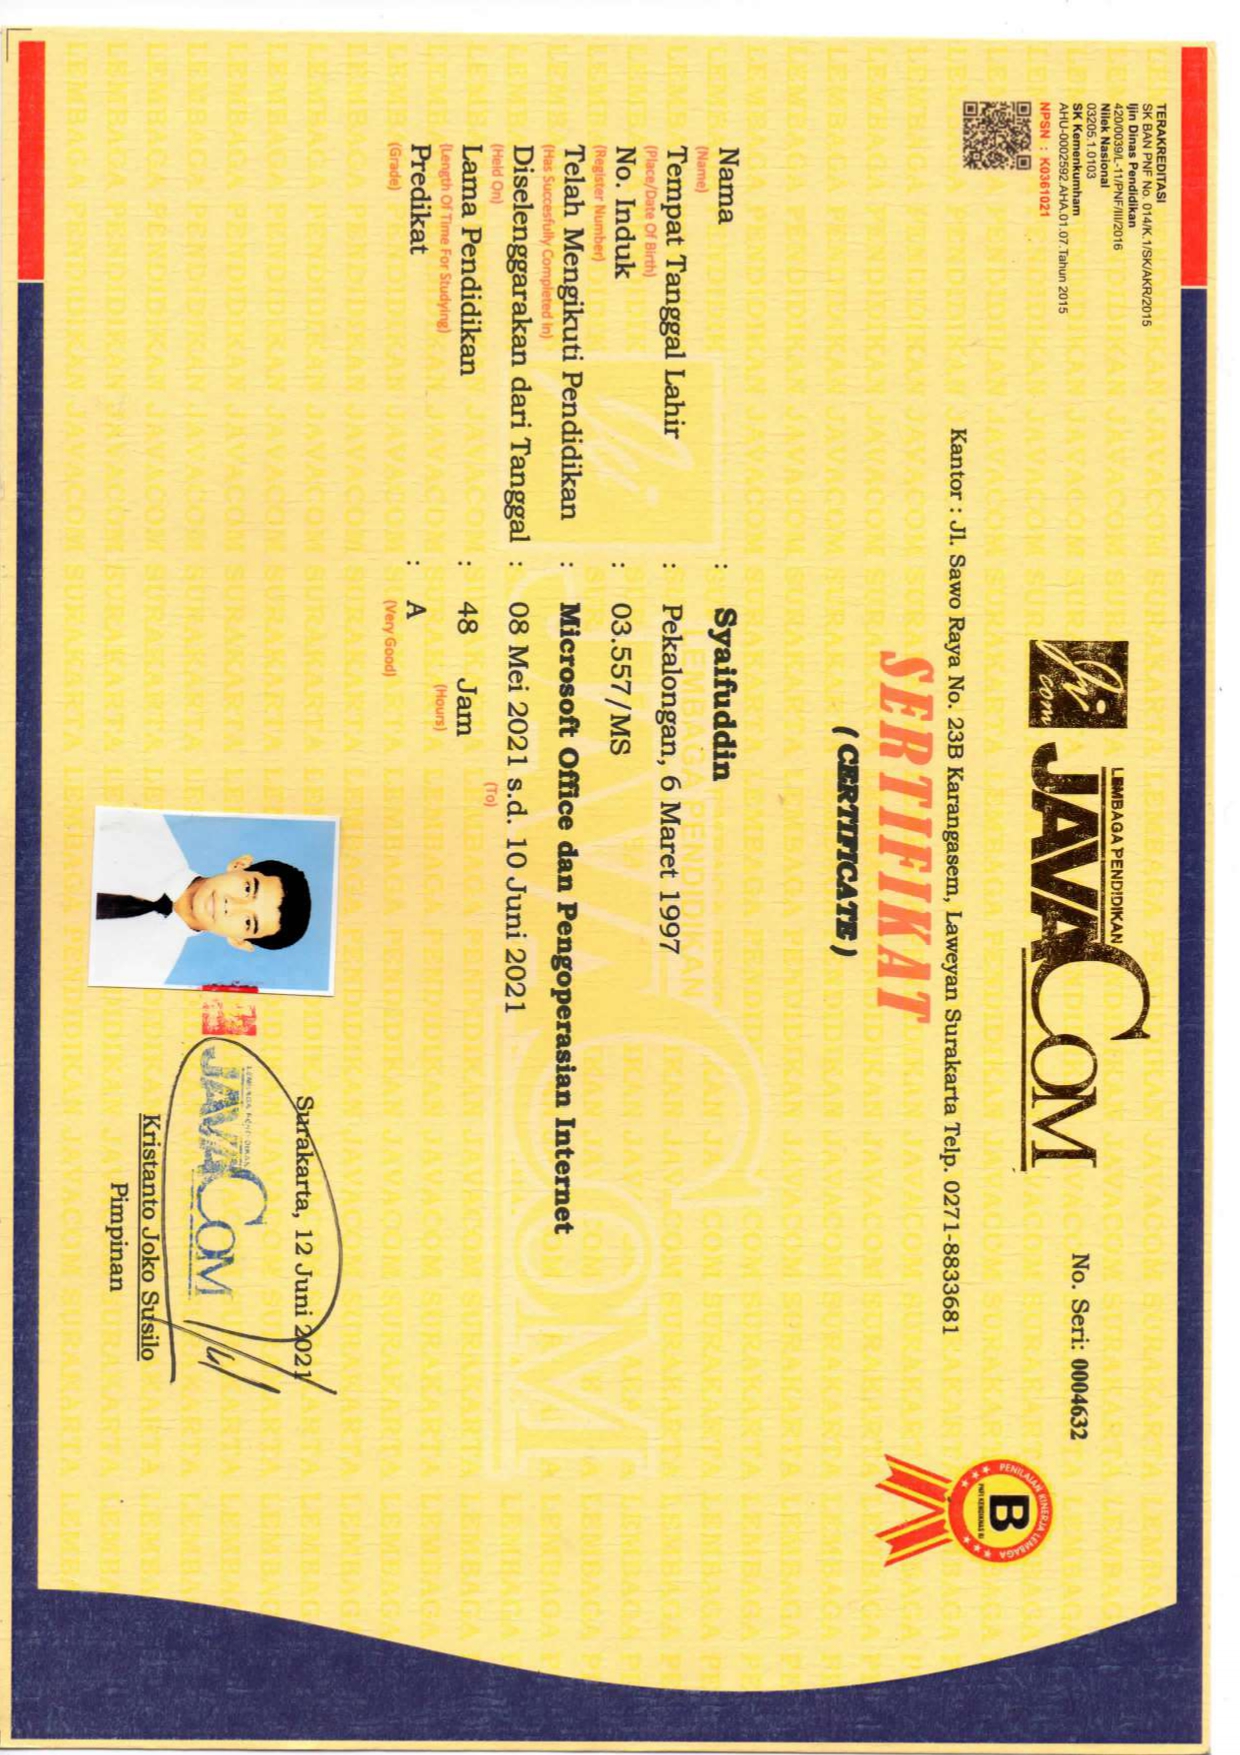 TERAKREDITASI
SK BAN PNF No. 014/K.1/SK/AKR/2015
Ijin Dinas Pendidikan
420/0039/L-11/PNF/III/2016
Nilek Nasional
03205.1.0103
SK Kemenkumham
AHU-0002592.AHA.01.07.Tahun 2015
NPSN : K0361021
Jvi com
LEMBAGA PENDIDIKAN
JAVACOM
No. Seri: 0004632
PENILAIAN KINERJA LEMBAGA
B
PNFI KEMDIKNAS RI
Kantor : Jl. Sawo Raya No. 23B Karangasem, Laweyan Surakarta Telp. 0271-8833681
SERTIFIKAT
( CERTIFICATE )
Nama : Syaifuddin
(Name)
Tempat Tanggal Lahir : Pekalongan, 6 Maret 1997
(Place/Date Of Birth)
No. Induk : 03.557/MS
(Register Number)
Telah Mengikuti Pendidikan : Microsoft Office dan Pengoperasian Internet
(Has Succesfully Completed In)
Diselenggarakan dari Tanggal : 08 Mei 2021 s.d. 10 Juni 2021
(Held On) (To)
Lama Pendidikan : 48 Jam
(Length Of Time For Studying) (Hours)
Predikat : A
(Grade) (Very Good)
Surakarta, 12 Juni 2021
LEMBAGA PENDIDIKAN
JAVACOM
Kristanto Joko Susilo
Pimpinan